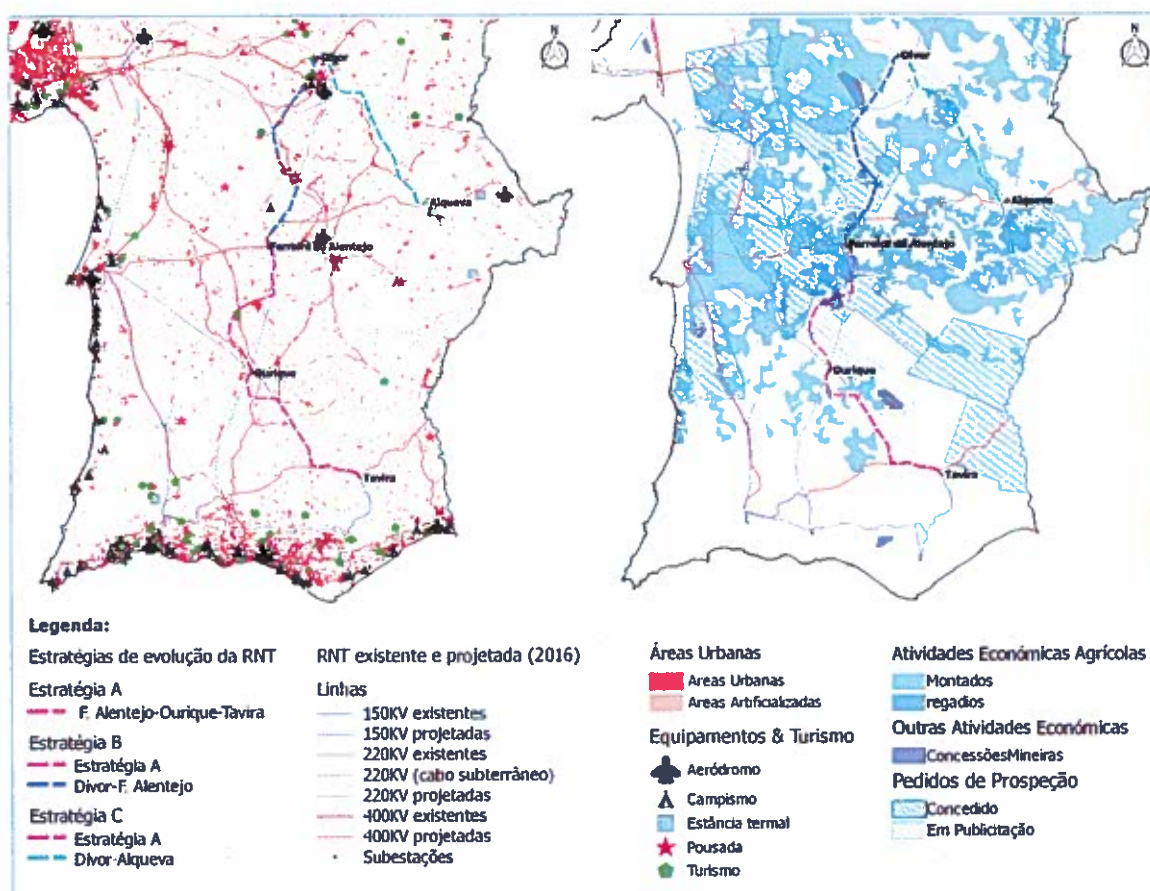 N
Divor
Alqueva
Ferreira do Alentejo
Ourique
Tavira
N
Divor
Alqueva
Ferreira do Alentejo
Ourique
Tavira
Legenda:
Estratégias de evolução da RNT
Estratégia A
F. Alentejo-Ourique-Tavira
Estratégia B
Estratégia A
Divor-F. Alentejo
Estratégia C
Estratégia A
Divor-Alqueva
RNT existente e projetada (2016)
Linhas
150KV existentes
150KV projetadas
220KV existentes
220KV (cabo subterrâneo)
220KV projetadas
400KV existentes
400KV projetadas
Subestações
Áreas Urbanas
Areas Urbanas
Areas Artificializadas
Equipamentos & Turismo
Aeródromo
Campismo
Estância termal
Pousada
Turismo
Atividades Económicas Agrícolas
Montados
regadios
Outras Atividades Económicas
ConcessõesMineiras
Pedidos de Prospeção
Concedido
Em Publicitação